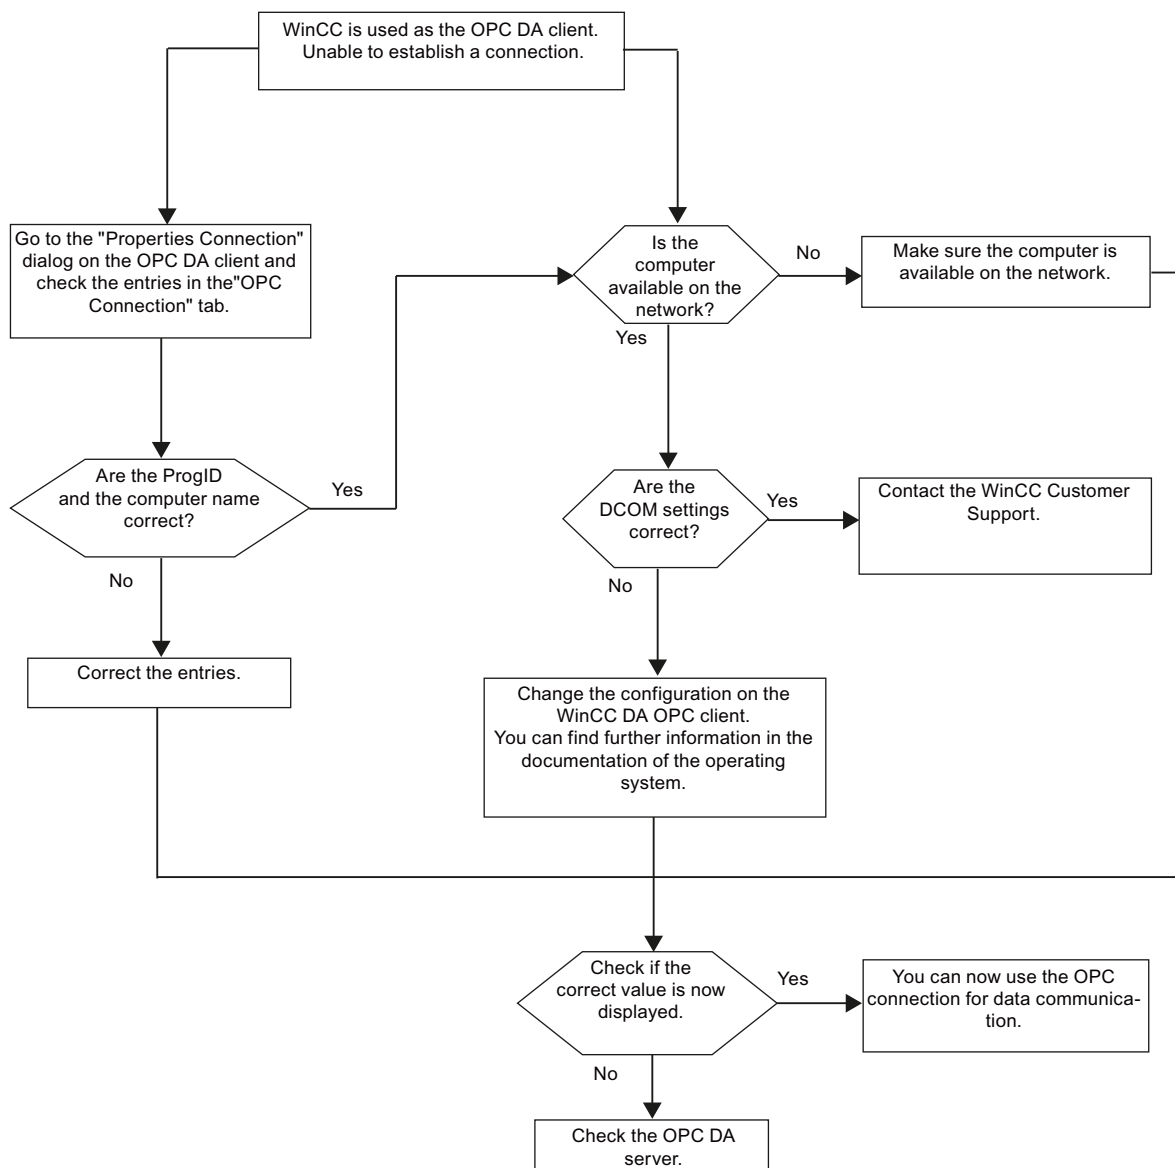 WinCC is used as the OPC DA client.
Unable to establish a connection.
Go to the "Properties Connection"
dialog on the OPC DA client and
check the entries in the"OPC
Connection" tab.
Is the
computer
available on the
network?
No
Make sure the computer is
available on the network.
Yes
Are the ProgID
and the computer name
correct?
Yes
No
Are the
DCOM settings
correct?
Yes
Contact the WinCC Customer
Support.
No
Correct the entries.
Change the configuration on the
WinCC DA OPC client.
You can find further information in the
documentation of the operating
system.
Check if the
correct value is now
displayed.
Yes
You can now use the OPC
connection for data communica-
tion.
No
Check the OPC DA
server.